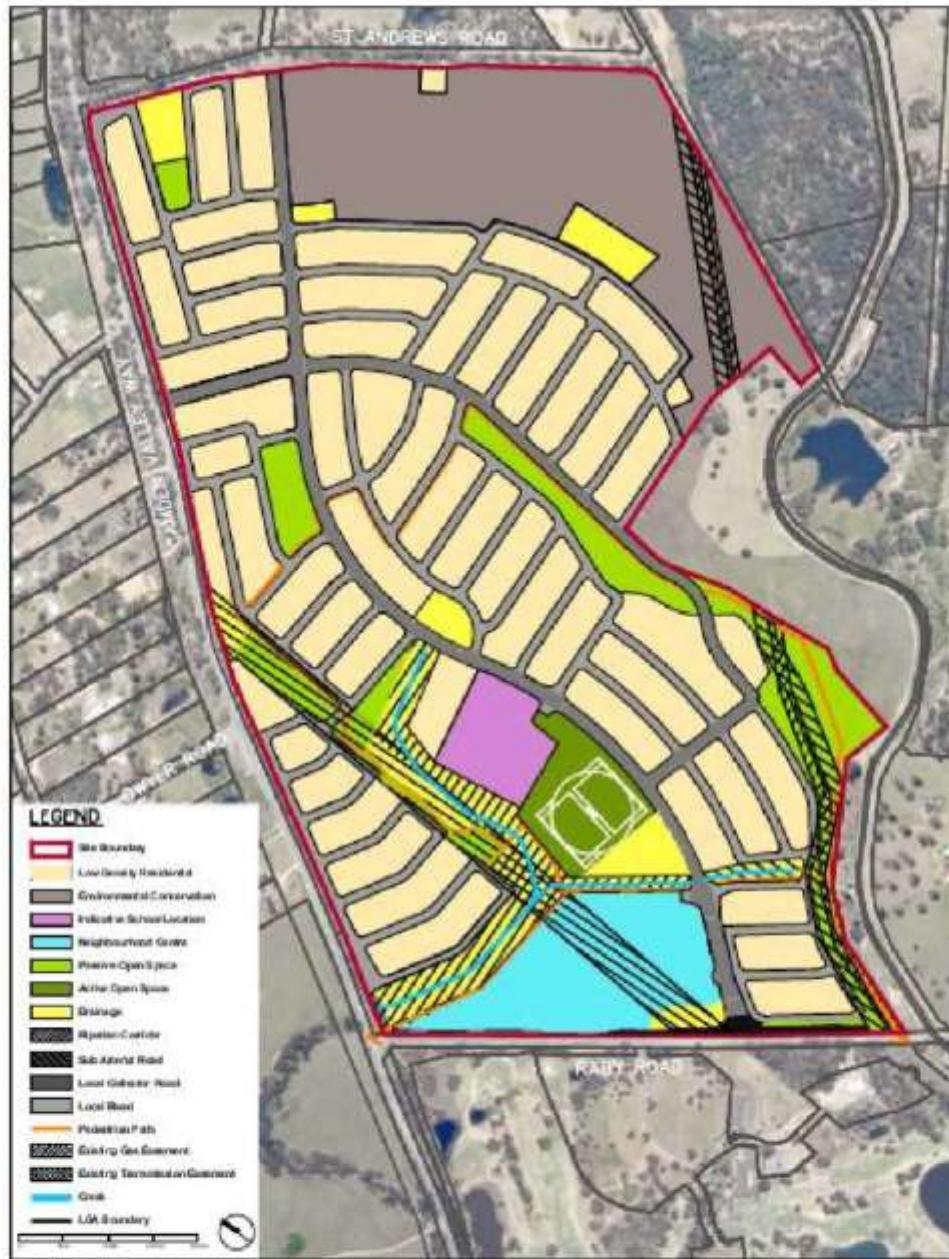 ST ANDREWS ROAD
RABY ROAD
LEGEND
Site Boundary
Low Density Residential
Environmental Conservation
Indicative School Location
Neighbourhood Centre
Passive Open Space
Active Open Space
Drainage
Riparian Corridor
Sub Arterial Road
Local Collector Road
Local Road
Pedestrian Path
Existing Gas Easement
Existing Transmission Easement
Creek
LGA Boundary